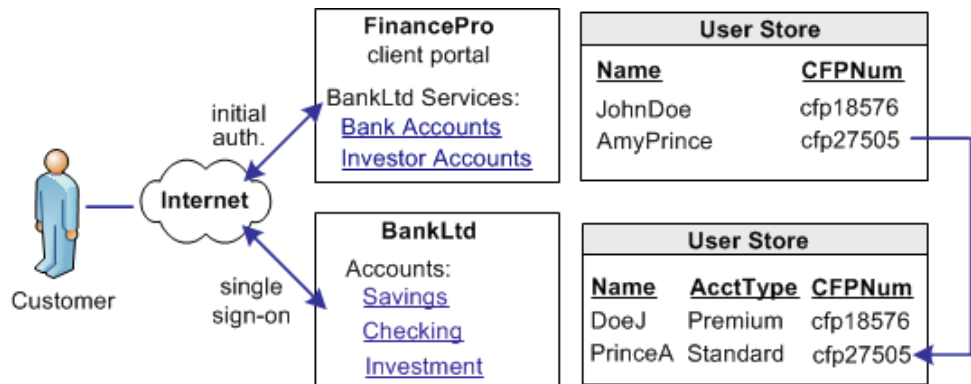 FinancePro
client portal
BankLtd Services:
Bank Accounts
Investor Accounts
User Store
Name CFPNum
JohnDoe cfp18576
AmyPrince cfp27505
initial
auth.
Internet
Customer
single
sign-on
BankLtd
Accounts:
Savings
Checking
Investment
User Store
Name AcctType CFPNum
DoeJ Premium cfp18576
PrinceA Standard cfp27505